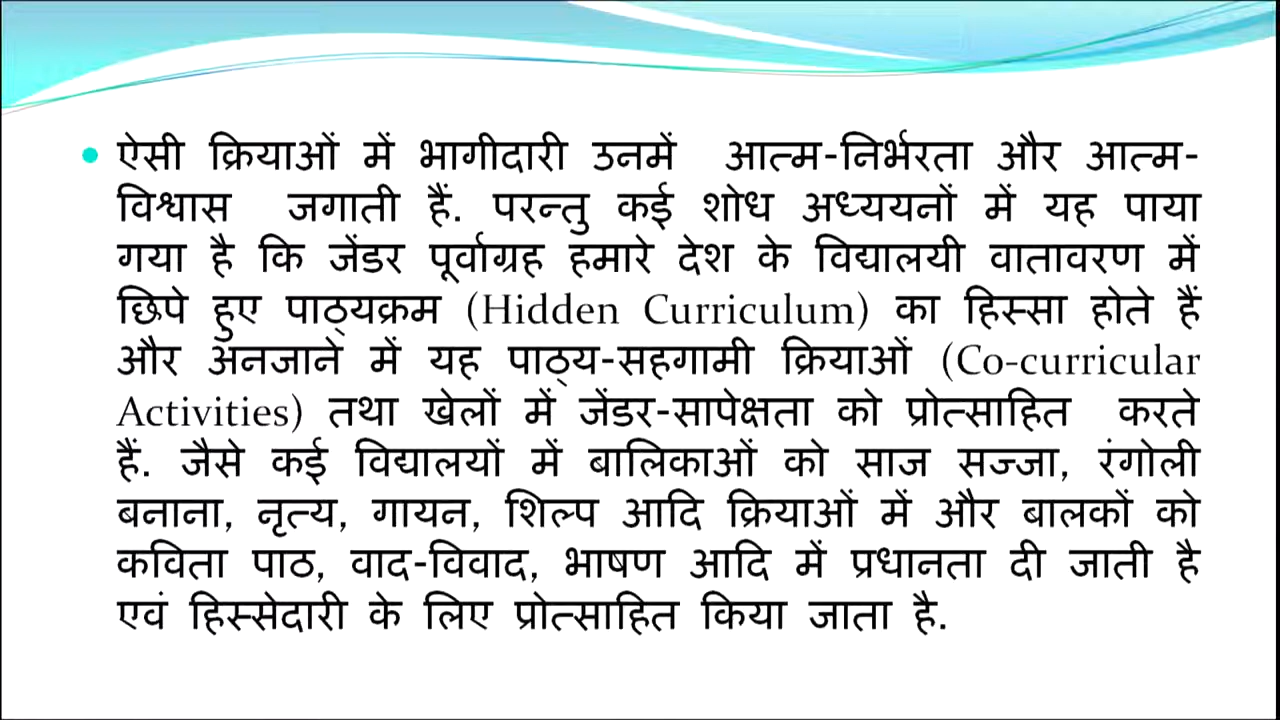 ऐसी क्रियाओं में भागीदारी उनमें आत्म-निर्भरता और आत्म-
विश्वास जगाती हैं. परन्तु कई शोध अध्ययनों में यह पाया
गया है कि जेंडर पूर्वाग्रह हमारे देश के विद्यालयी वातावरण में
छिपे हुए पाठ्यक्रम (Hidden Curriculum) का हिस्सा होते हैं
और अनजाने में यह पाठ्य-सहगामी क्रियाओं (Co-curricular
Activities) तथा खेलों में जेंडर-सापेक्षता को प्रोत्साहित करते
हैं. जैसे कई विद्यालयों में बालिकाओं को साज सज्जा, रंगोली
बनाना, नृत्य, गायन, शिल्प आदि क्रियाओं में और बालकों को
कविता पाठ, वाद-विवाद, भाषण आदि में प्रधानता दी जाती है
एवं हिस्सेदारी के लिए प्रोत्साहित किया जाता है.